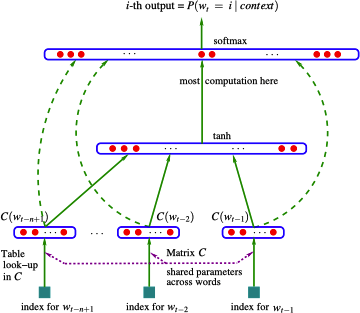 i-th output = P(w_t = i | context)
softmax
... ...
most computation here
tanh
...
C(w_{t−n+1}) C(w_{t−2}) C(w_{t−1})
... ... ... ...
Table
look−up
in C
Matrix C
shared parameters
across words
index for w_{t−n+1} index for w_{t−2} index for w_{t−1}